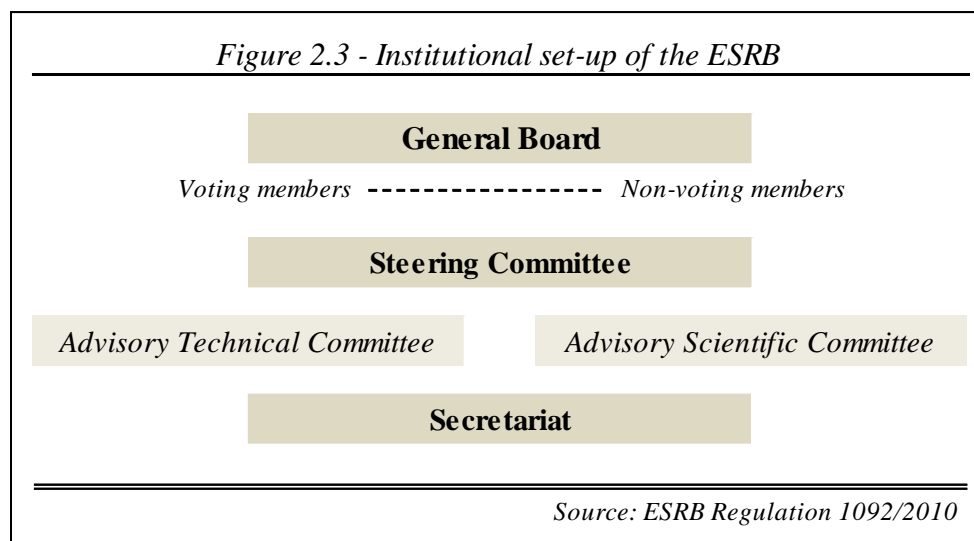 Figure 2.3 - Institutional set-up of the ESRB
General Board
Voting members ------------------ Non-voting members
Steering Committee
Advisory Technical Committee Advisory Scientific Committee
Secretariat
Source: ESRB Regulation 1092/2010